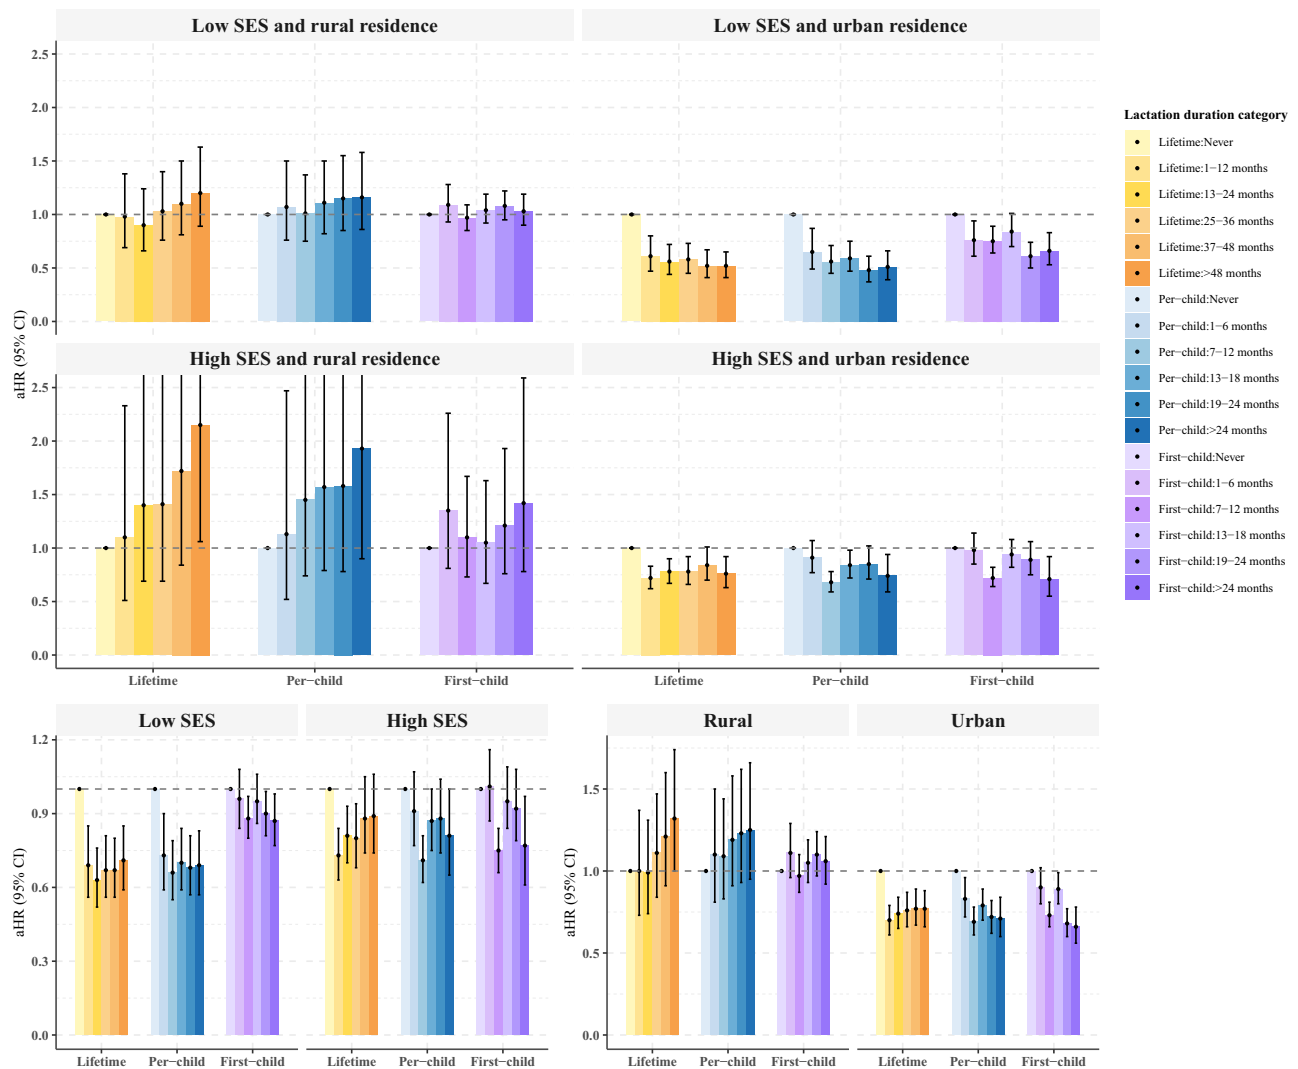 Low SES and rural residence
Low SES and urban residence
2.5
2.0
1.5
1.0
0.5
0.0
aHR (95% CI)
High SES and rural residence
High SES and urban residence
2.5
2.0
1.5
1.0
0.5
0.0
Lifetime
Per−child
First−child
Lifetime
Per−child
First−child
Lactation duration category
Lifetime:Never
Lifetime:1−12 months
Lifetime:13−24 months
Lifetime:25−36 months
Lifetime:37−48 months
Lifetime:>48 months
Per−child:Never
Per−child:1−6 months
Per−child:7−12 months
Per−child:13−18 months
Per−child:19−24 months
Per−child:>24 months
First−child:Never
First−child:1−6 months
First−child:7−12 months
First−child:13−18 months
First−child:19−24 months
First−child:>24 months
Low SES
High SES
1.2
0.9
0.6
0.3
0.0
aHR (95% CI)
Lifetime
Per−child
First−child
Lifetime
Per−child
First−child
Rural
Urban
1.5
1.0
0.5
0.0
aHR (95% CI)
Lifetime
Per−child
First−child
Lifetime
Per−child
First−child